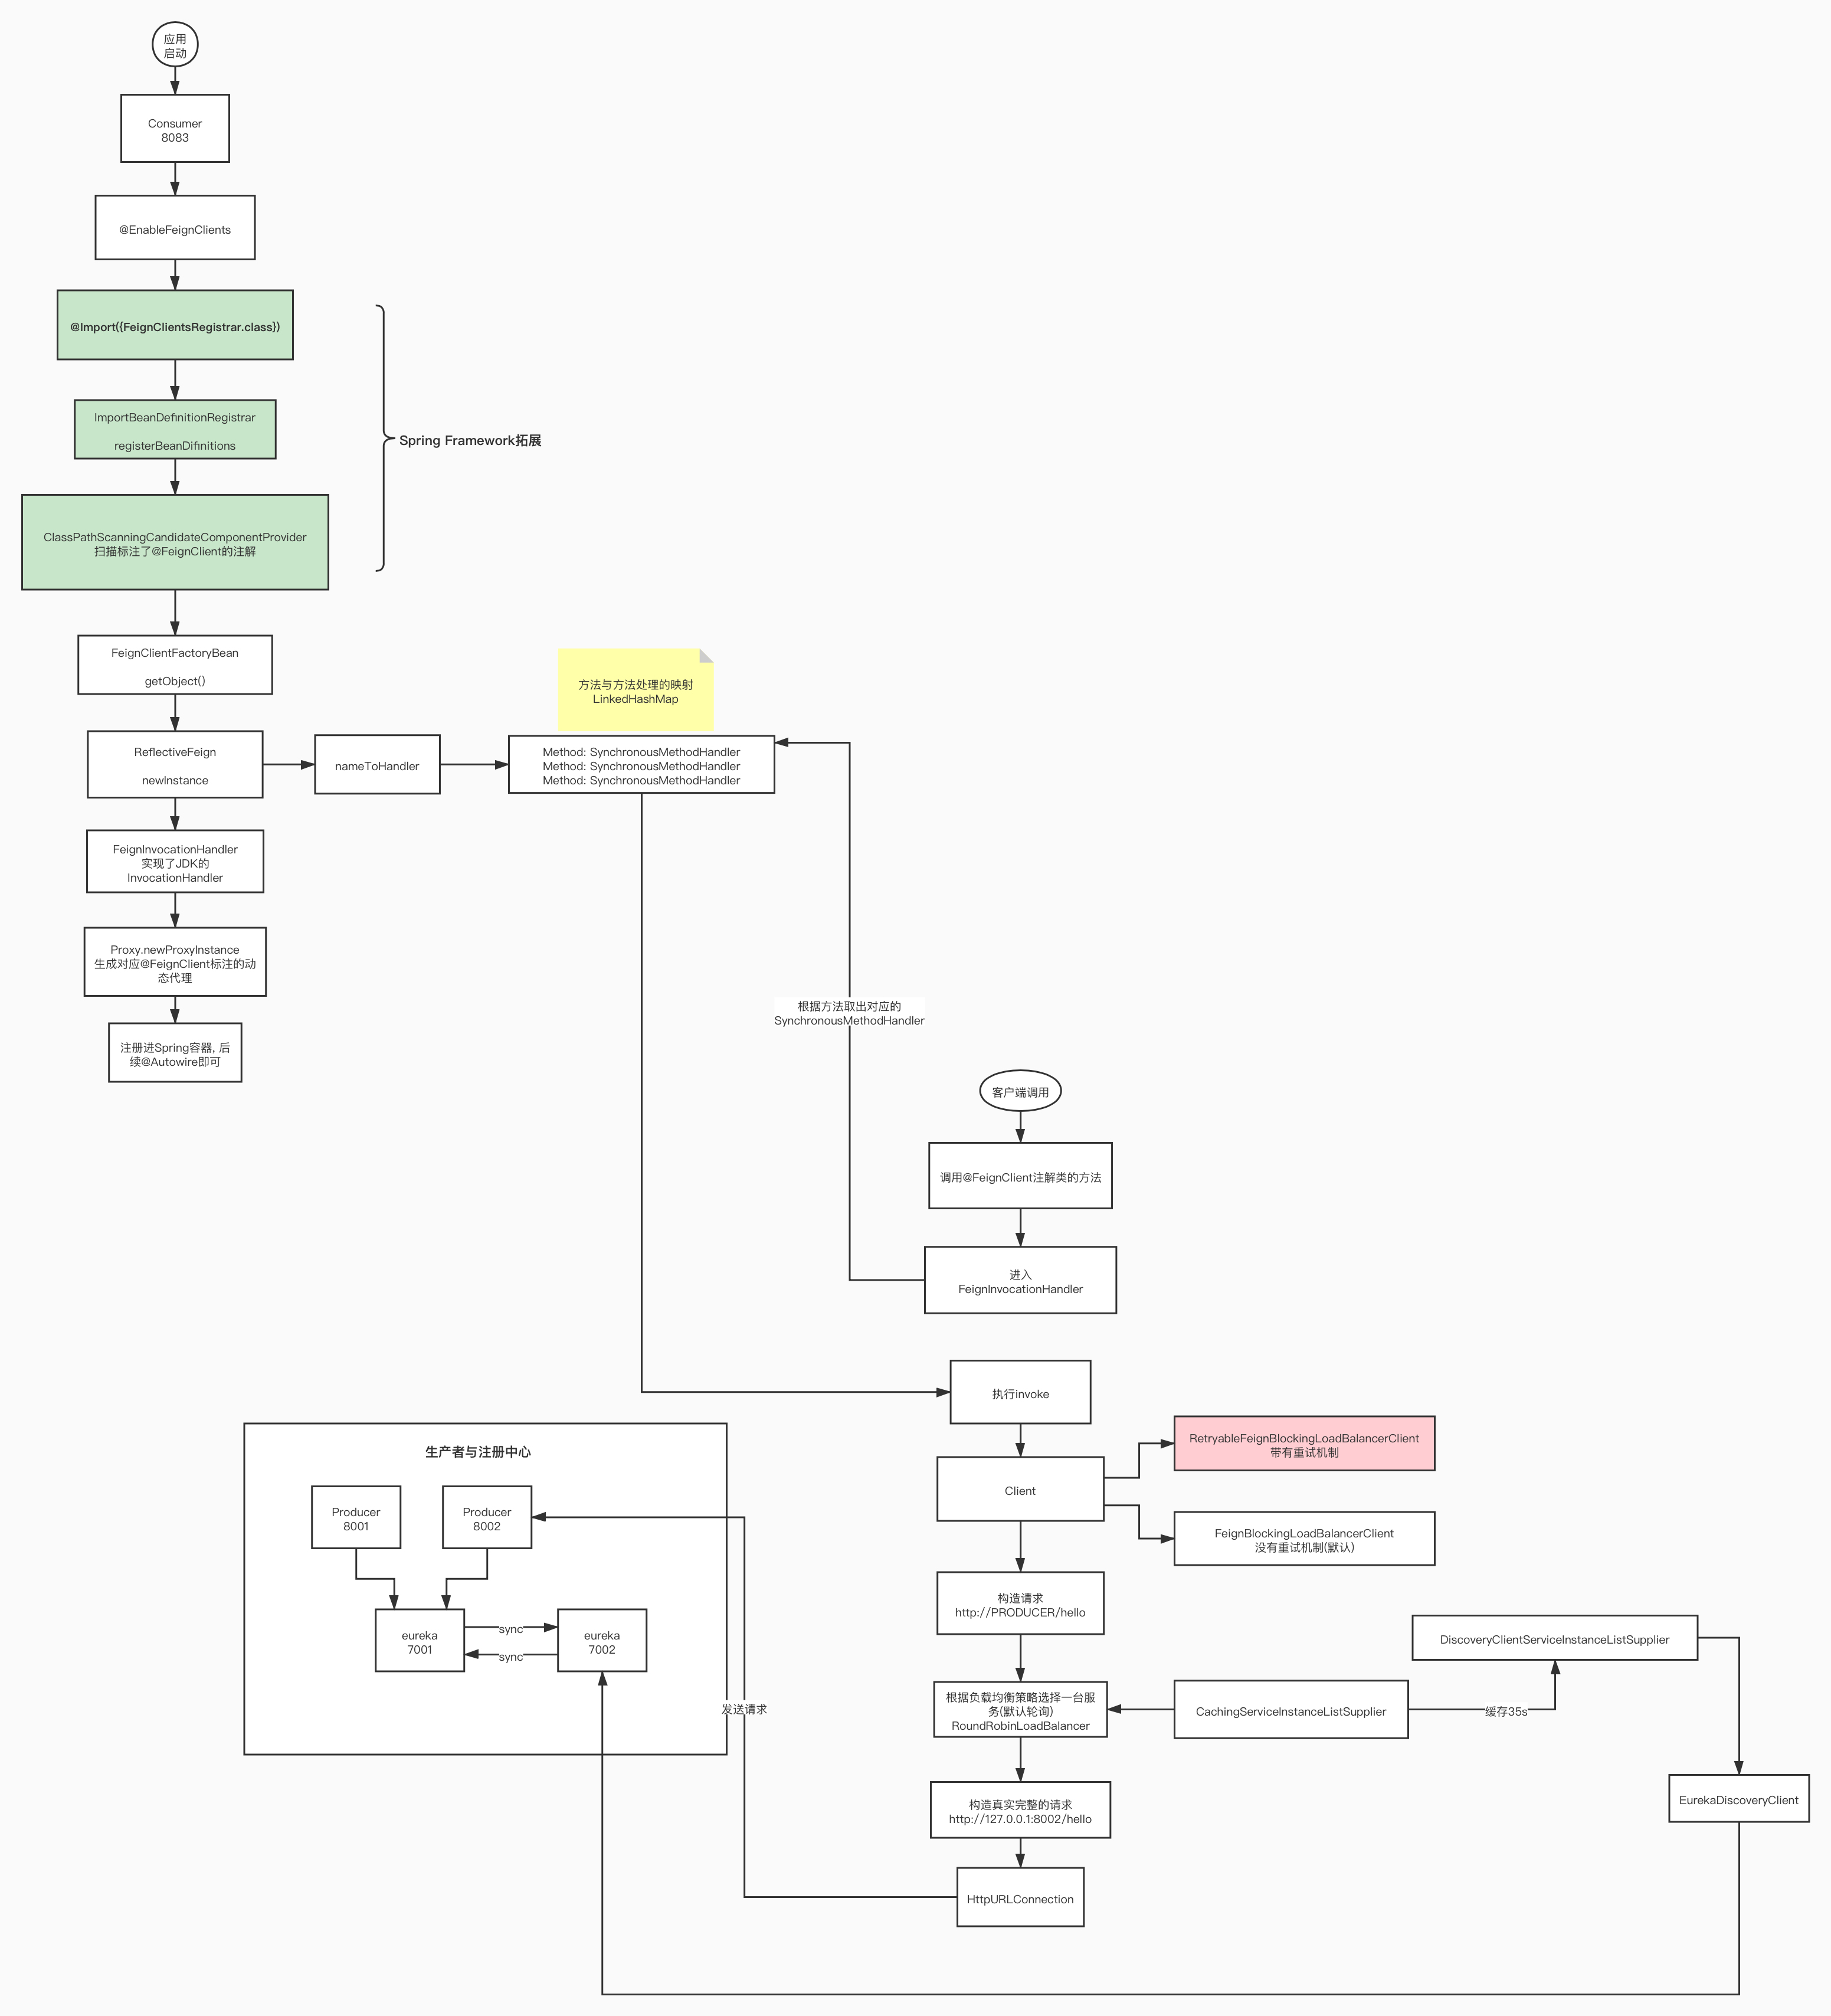 应用
启动
Consumer
8083
@EnableFeignClients
@Import({FeignClientsRegistrar.class})
ImportBeanDefinitionRegistrar
registerBeanDifinitions
Spring Framework拓展
ClassPathScanningCandidateComponentProvider
扫描标注了@FeignClient的注解
FeignClientFactoryBean
getObject()
方法与方法处理的映射
LinkedHashMap
ReflectiveFeign
newInstance
nameToHandler
Method: SynchronousMethodHandler
Method: SynchronousMethodHandler
Method: SynchronousMethodHandler
FeignInvocationHandler
实现了JDK的
InvocationHandler
Proxy.newProxyInstance
生成对应@FeignClient标注的动
态代理
注册进Spring容器, 后
续@Autowire即可
根据方法取出对应的
SynchronousMethodHandler
客户端调用
调用@FeignClient注解类的方法
进入
FeignInvocationHandler
执行invoke
Client
RetryableFeignBlockingLoadBalancerClient
带有重试机制
FeignBlockingLoadBalancerClient
没有重试机制(默认)
生产者与注册中心
Producer
8001
Producer
8002
eureka
7001
sync
sync
eureka
7002
发送请求
构造请求
http://PRODUCER/hello
根据负载均衡策略选择一台服
务(默认轮询)
RoundRobinLoadBalancer
CachingServiceInstanceListSupplier
缓存35s
DiscoveryClientServiceInstanceListSupplier
EurekaDiscoveryClient
构造真实完整的请求
http://127.0.0.1:8002/hello
HttpURLConnection